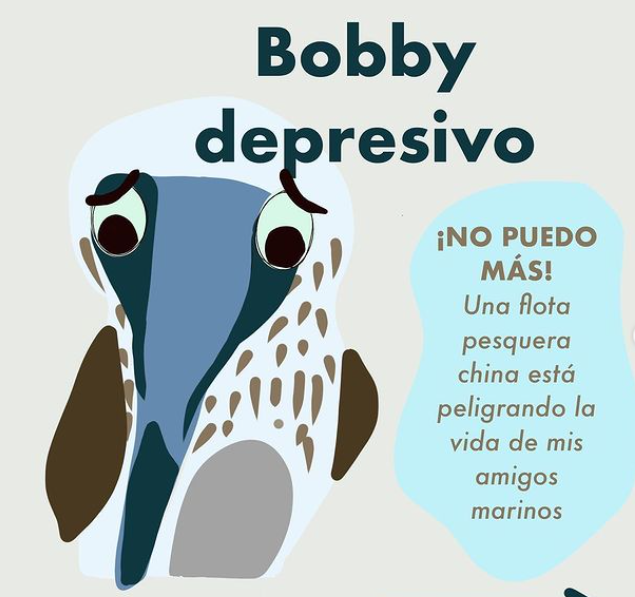 Bobby
depresivo
¡NO PUEDO
MÁS!
Una flota
pesquera
china está
peligrando la
vida de mis
amigos
marinos